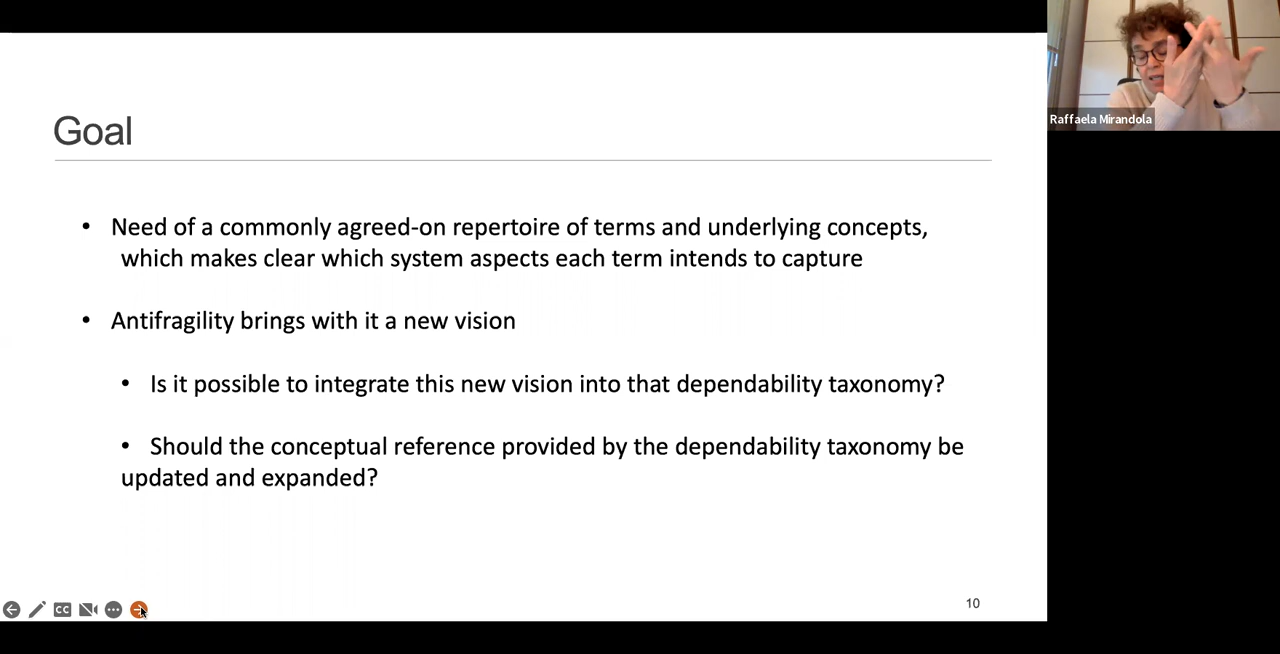 Goal
• Need of a commonly agreed-on repertoire of terms and underlying concepts,
which makes clear which system aspects each term intends to capture
• Antifragility brings with it a new vision
• Is it possible to integrate this new vision into that dependability taxonomy?
• Should the conceptual reference provided by the dependability taxonomy be
updated and expanded?
CC
10
Raffaela Mirandola